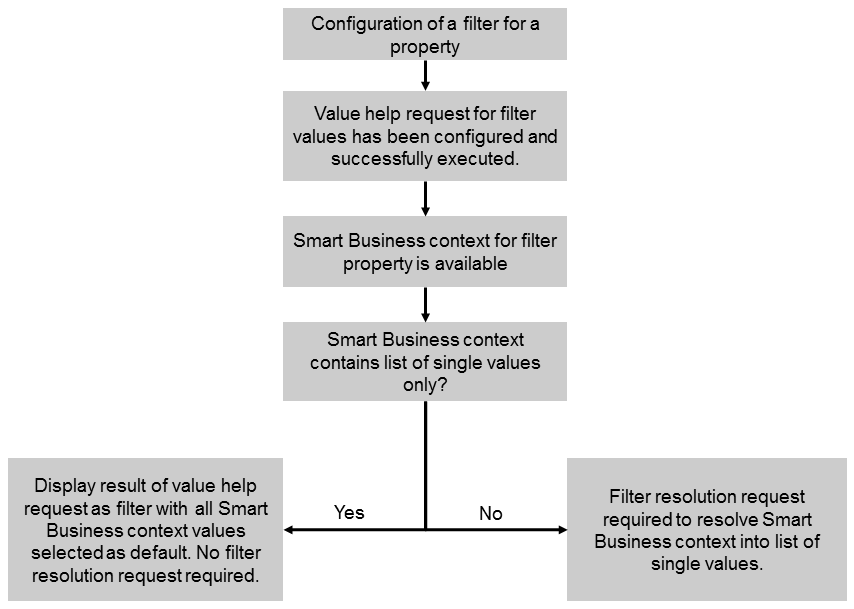 Configuration of a filter for a
property
Value help request for filter
values has been configured and
successfully executed.
Smart Business context for filter
property is available
Smart Business context
contains list of single values
only?
Yes
No
Display result of value help
request as filter with all Smart
Business context values
selected as default. No filter
resolution request required.
Filter resolution request
required to resolve Smart
Business context into list of
single values.